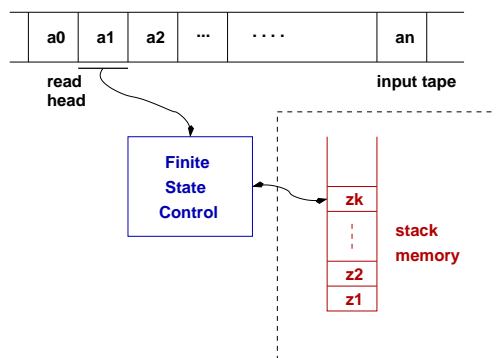 a0 a1 a2 ... .... an
read
head
input tape
Finite
State
Control
zk
stack
memory
z2
z1